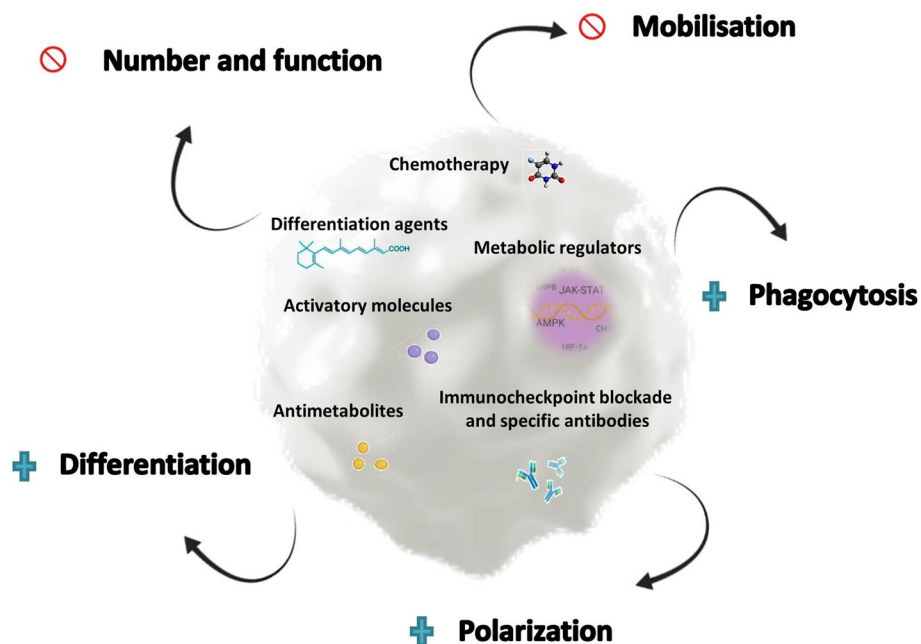 Mobilisation
Number and function
Chemotherapy
Differentiation agents
COOH
Metabolic regulators
Activatory molecules
JAK-STAT
AMPK
HIF-1α
Phagocytosis
Immunocheckpoint blockade
and specific antibodies
Antimetabolites
Differentiation
Polarization